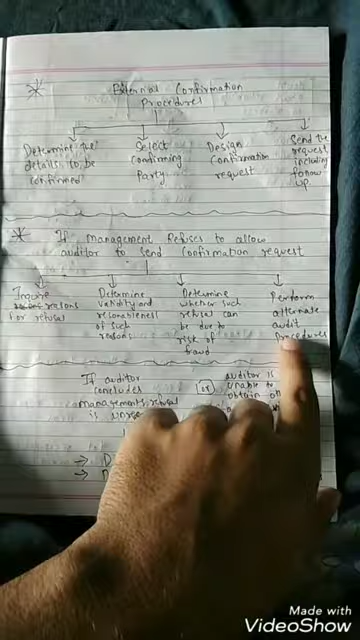 External Confirmation
Procedures
Determine the
details to be
confirmed
Select
confirming
Party
Design
confirmation
request
Send the
request
including
follow
up
If management Refuses to allow
auditor to send confirmation request
Inquire
reasons
for refusal
Determine
validity and
resonableness
of such
reasons
Determine
whether such
refusal can
be due to
risk of
fraud
Perform
alternate
audit
Procedures
If auditor
concludes
managements refusal
is
(or)
auditor is
unable to
obtain
Made with
VideoShow